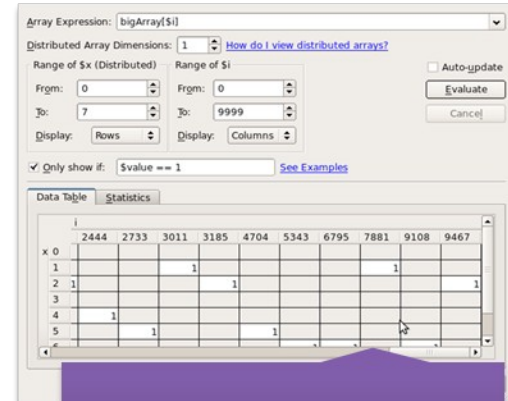 Array Expression: bigArray[$i]
Distributed Array Dimensions: 1 How do I view distributed arrays?
Range of $x (Distributed) Range of $i
Auto-update
From: 0 From: 0 Evaluate
To: 7 To: 9999 Cancel
Display: Rows Display: Columns
Only show if: $value == 1 See Examples
Data Table Statistics
i
2444 2733 3011 3185 4704 5343 6795 7881 9108 9467
x 0
1 1 1
2 1 1 1
3
4 1
5 1 1